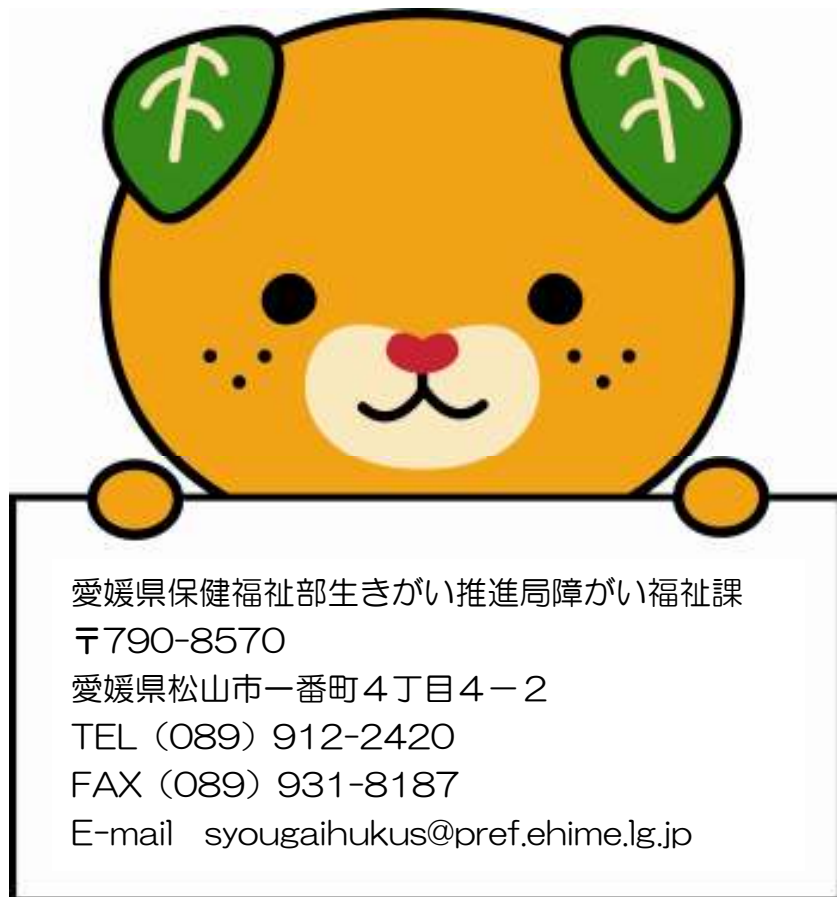 愛媛県保健福祉部生きがい推進局障がい福祉課
〒790-8570
愛媛県松山市一番町４丁目４－２
TEL（089）912-2420
FAX（089）931-8187
E-mail　syougaihukus@pref.ehime.lg.jp